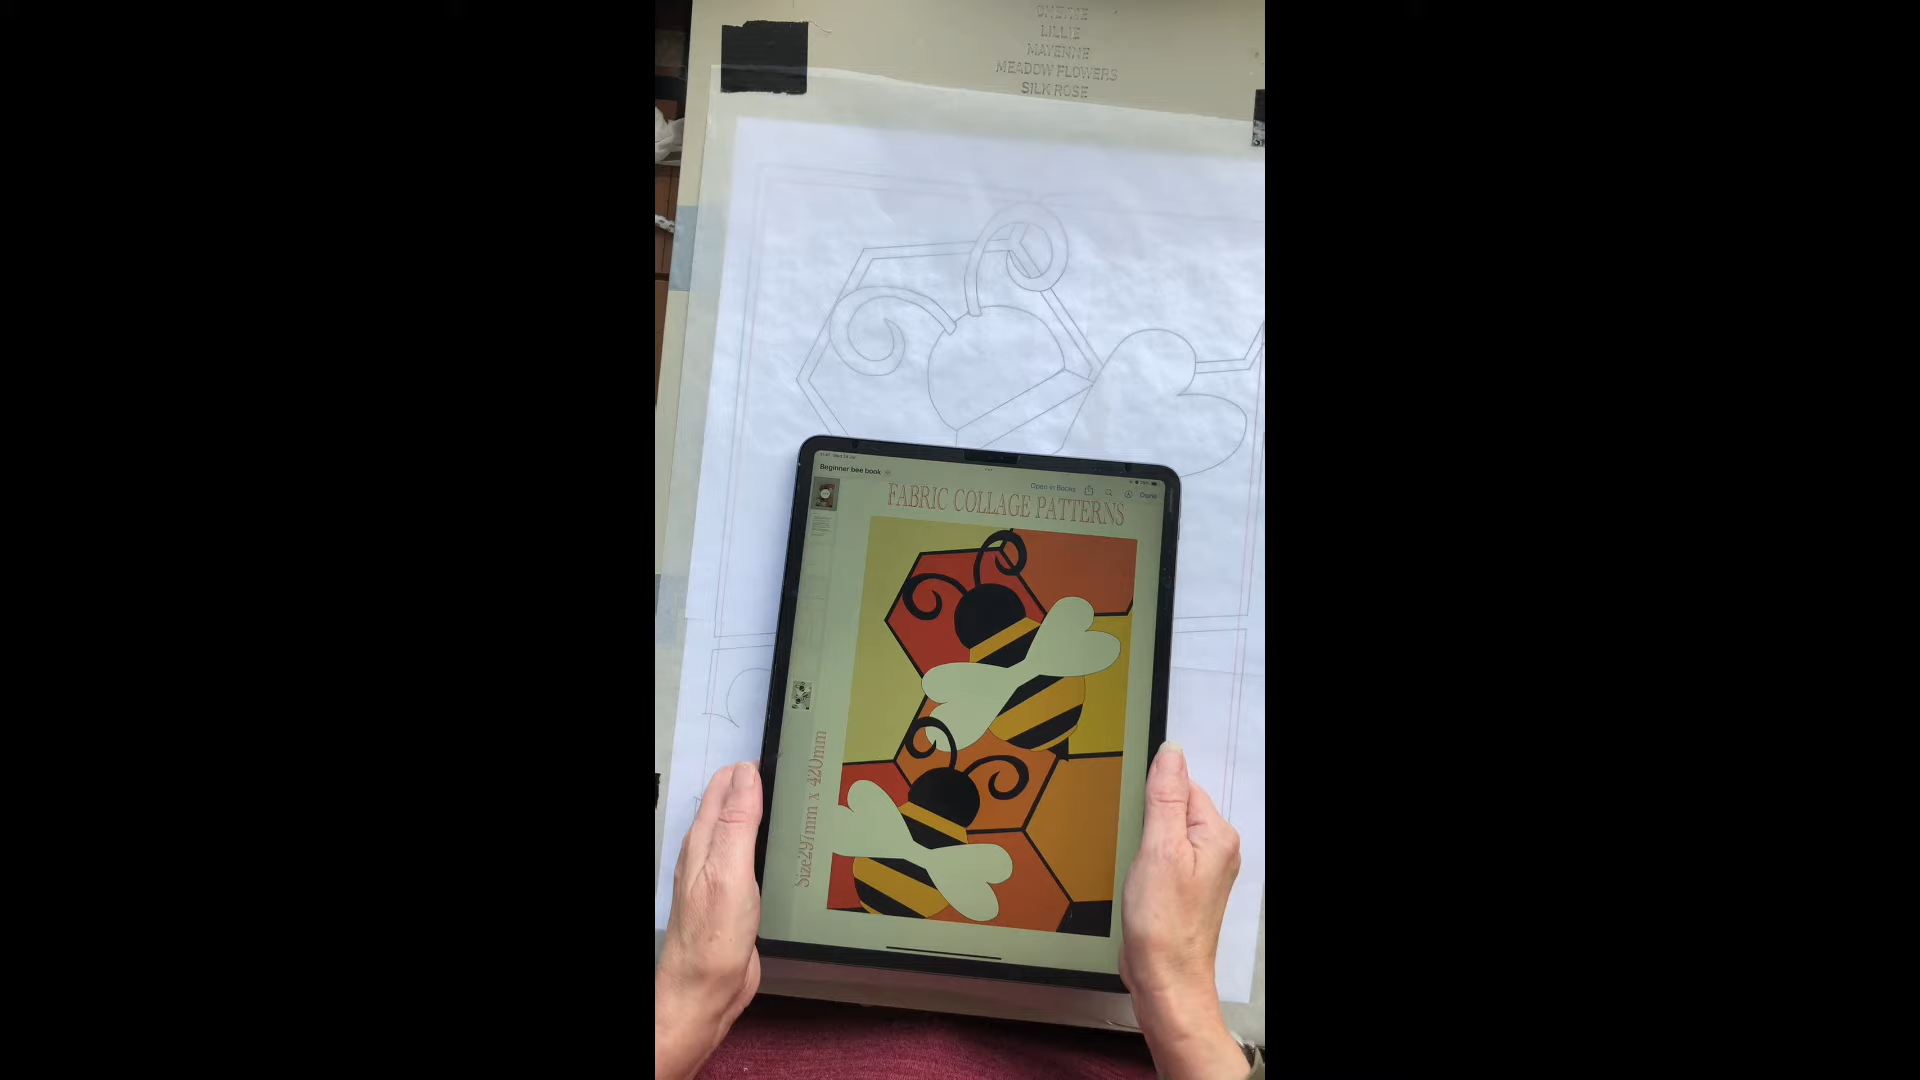 LILLIE
MAYENNE
MEADOW FLOWERS
SILK ROSE
Beginner bee book
Open in Books
Done
FABRIC COLLAGE PATTERNS
Size297mm x 420mm